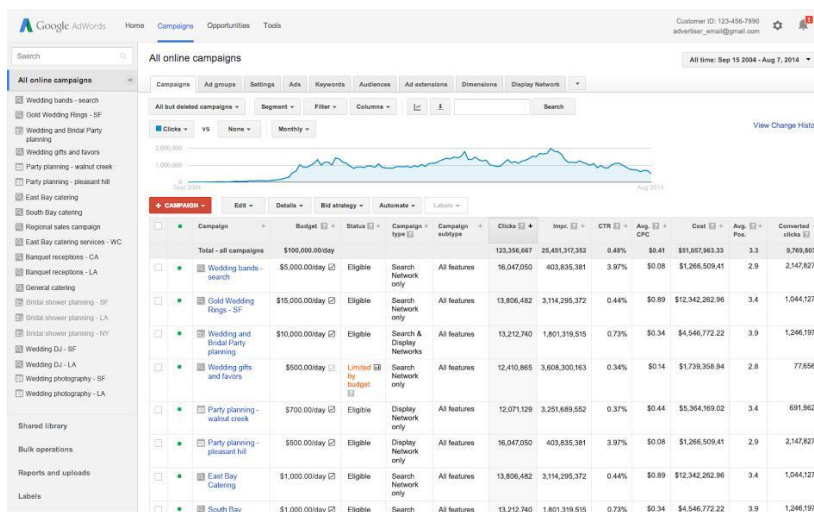 Google AdWords Home Campaigns Opportunities Tools
Customer ID: 123-456-7890
advertiser_email@gmail.com
Search
All online campaigns
Wedding bands - search
Gold Wedding Rings - SF
Wedding and Bridal Party
planning
Wedding gifts and favors
Party planning - walnut creek
Party planning - pleasant hill
East Bay catering
South Bay catering
Regional sales campaign
East Bay catering services - WC
Banquet receptions - CA
Banquet receptions - LA
General catering
Bridal shower planning - SF
Bridal shower planning - LA
Bridal shower planning - NY
Wedding DJ - SF
Wedding DJ - LA
Wedding photography - SF
Wedding photography - LA
Shared library
Bulk operations
Reports and uploads
Labels
All online campaigns
All time: Sep 15 2004 - Aug 7, 2014
Campaigns Ad groups Settings Ads Keywords Audiences Ad extensions Dimensions Display Network
All but deleted campaigns Segment Filter Columns Search
Clicks VS None Monthly
View Change Histo
2,000,000
1,000,000
0
Sept 2004 Aug 2014
+ CAMPAIGN Edit Details Bid strategy Automate Labels
Campaign Budget Status Campaign type Campaign subtype Clicks Impr. CTR Avg. CPC Cost Avg. Pos. Converted clicks
Total - all campaigns $100,000.00/day 123,356,667 25,451,317,352 0.48% $0.41 $51,057,963.33 3.3 9,769,803
Wedding bands - search $5,000.00/day Eligible Search Network only All features 16,047,050 403,835,381 3.97% $0.08 $1,266,509,41 2.9 2,147,827
Gold Wedding Rings - SF $15,000.00/day Eligible Search Network only All features 13,806,482 3,114,295,372 0.44% $0.89 $12,342,262.96 3.4 1,044,127
Wedding and Bridal Party planning $10,000.00/day Eligible Search & Display Networks All features 13,212,740 1,801,319,515 0.73% $0.34 $4,546,772.22 3.9 1,246,197
Wedding gifts and favors $500.00/day Limited by budget Search Network only All features 12,410,865 3,608,300,163 0.34% $0.14 $1,739,358.94 2.8 77,656
Party planning - walnut creek $700.00/day Eligible Display Network only All features 12,071,129 3,251,689,552 0.37% $0.44 $5,364,169.02 3.4 691,962
Party planning - pleasant hill $500.00/day Eligible Display Network only All features 16,047,050 403,835,381 3.97% $0.08 $1,266,509,41 2.9 2,147,827
East Bay Catering $1,000.00/day Eligible Search Network only All features 13,806,482 3,114,295,372 0.44% $0.89 $12,342,262.96 3.4 1,044,127
South Bay $1,000.00/day Eligible Search All features 13,212,740 1,801,319,515 0.73% $0.34 $4,546,772.22 3.9 1,246,197